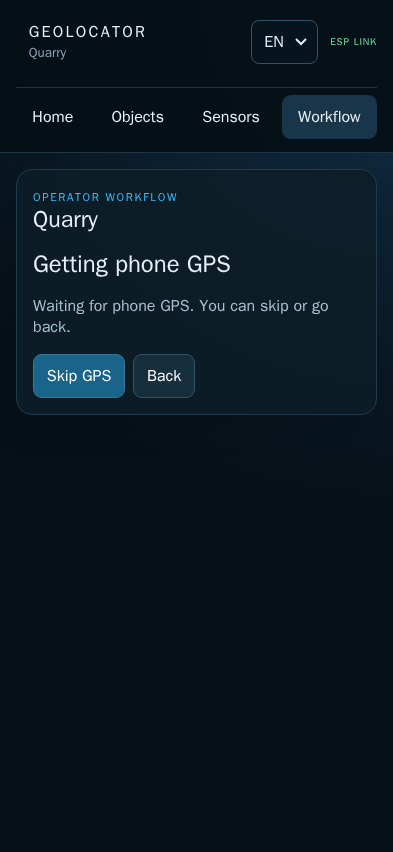 GEOLOCATOR
Quarry
EN
ESP LINK
Home
Objects
Sensors
Workflow
OPERATOR WORKFLOW
Quarry
Getting phone GPS
Waiting for phone GPS. You can skip or go
back.
Skip GPS
Back